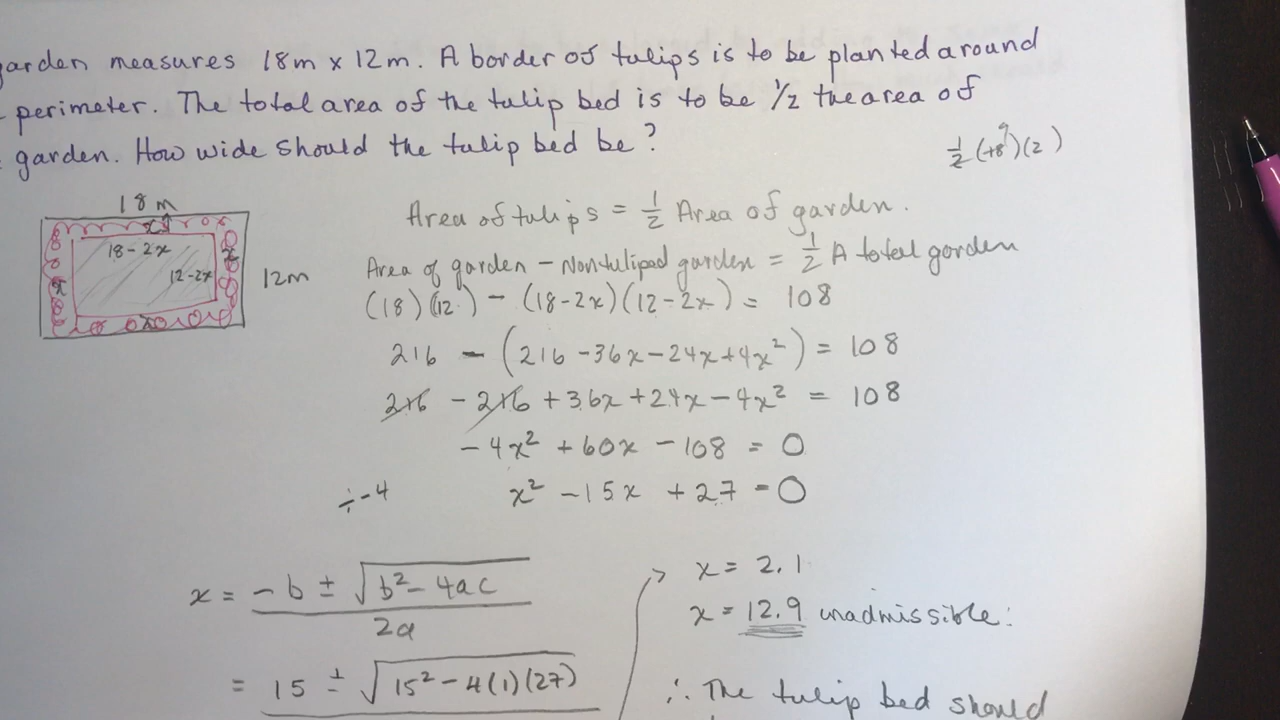 garden measures 18m x 12m. A border of tulips is to be planted around
perimeter. The total area of the tulip bed is to be 1/2 the area of
garden. How wide should the tulip bed be?
1/2 (18)(2)
9
18 m
x
18-2x
x
12-2x
x
x
12m
Area of tulips = 1/2 Area of garden.
Area of garden - Nontuliped garden = 1/2 A total garden
(18)(12) - (18-2x)(12-2x) = 108
216 - (216-36x-24x+4x²) = 108
216 - 216 + 36x + 24x - 4x² = 108
-4x² + 60x - 108 = 0
÷-4 x² - 15x + 27 = 0
x = -b ± √b² - 4ac
2a
= 15 ± √15² - 4(1)(27)
x = 2.1
x = 12.9 inadmissible:
∴ The tulip bed should